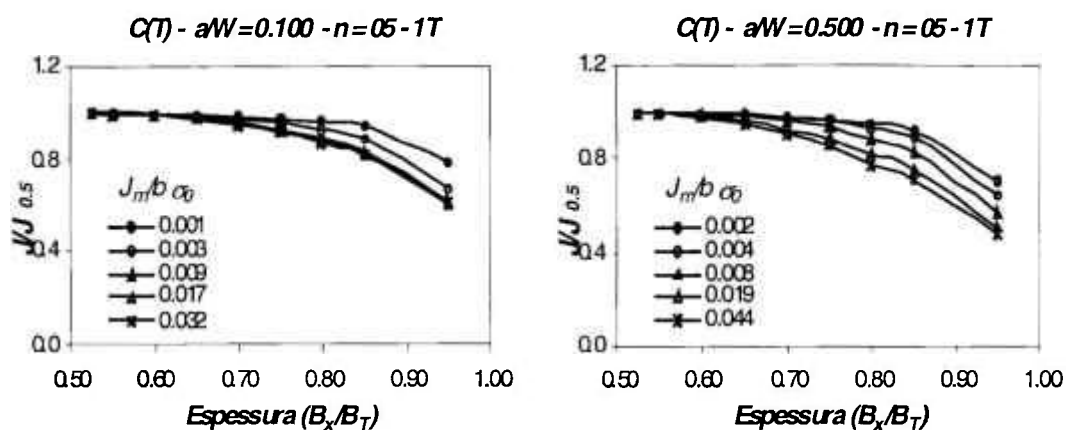 C(T) - a/W=0.100 - n=05 - 1T
1.2
0.8
0.4
0.0
J/J 0.5
Jm/b σ0
0.001
0.003
0.009
0.017
0.032
0.50 0.60 0.70 0.80 0.90 1.00
Espessura (BX/BT)
C(T) - a/W=0.500 - n=05 - 1T
1.2
0.8
0.4
0.0
J/J 0.5
Jm/b σ0
0.002
0.004
0.008
0.019
0.044
0.50 0.60 0.70 0.80 0.90 1.00
Espessura (BX/BT)